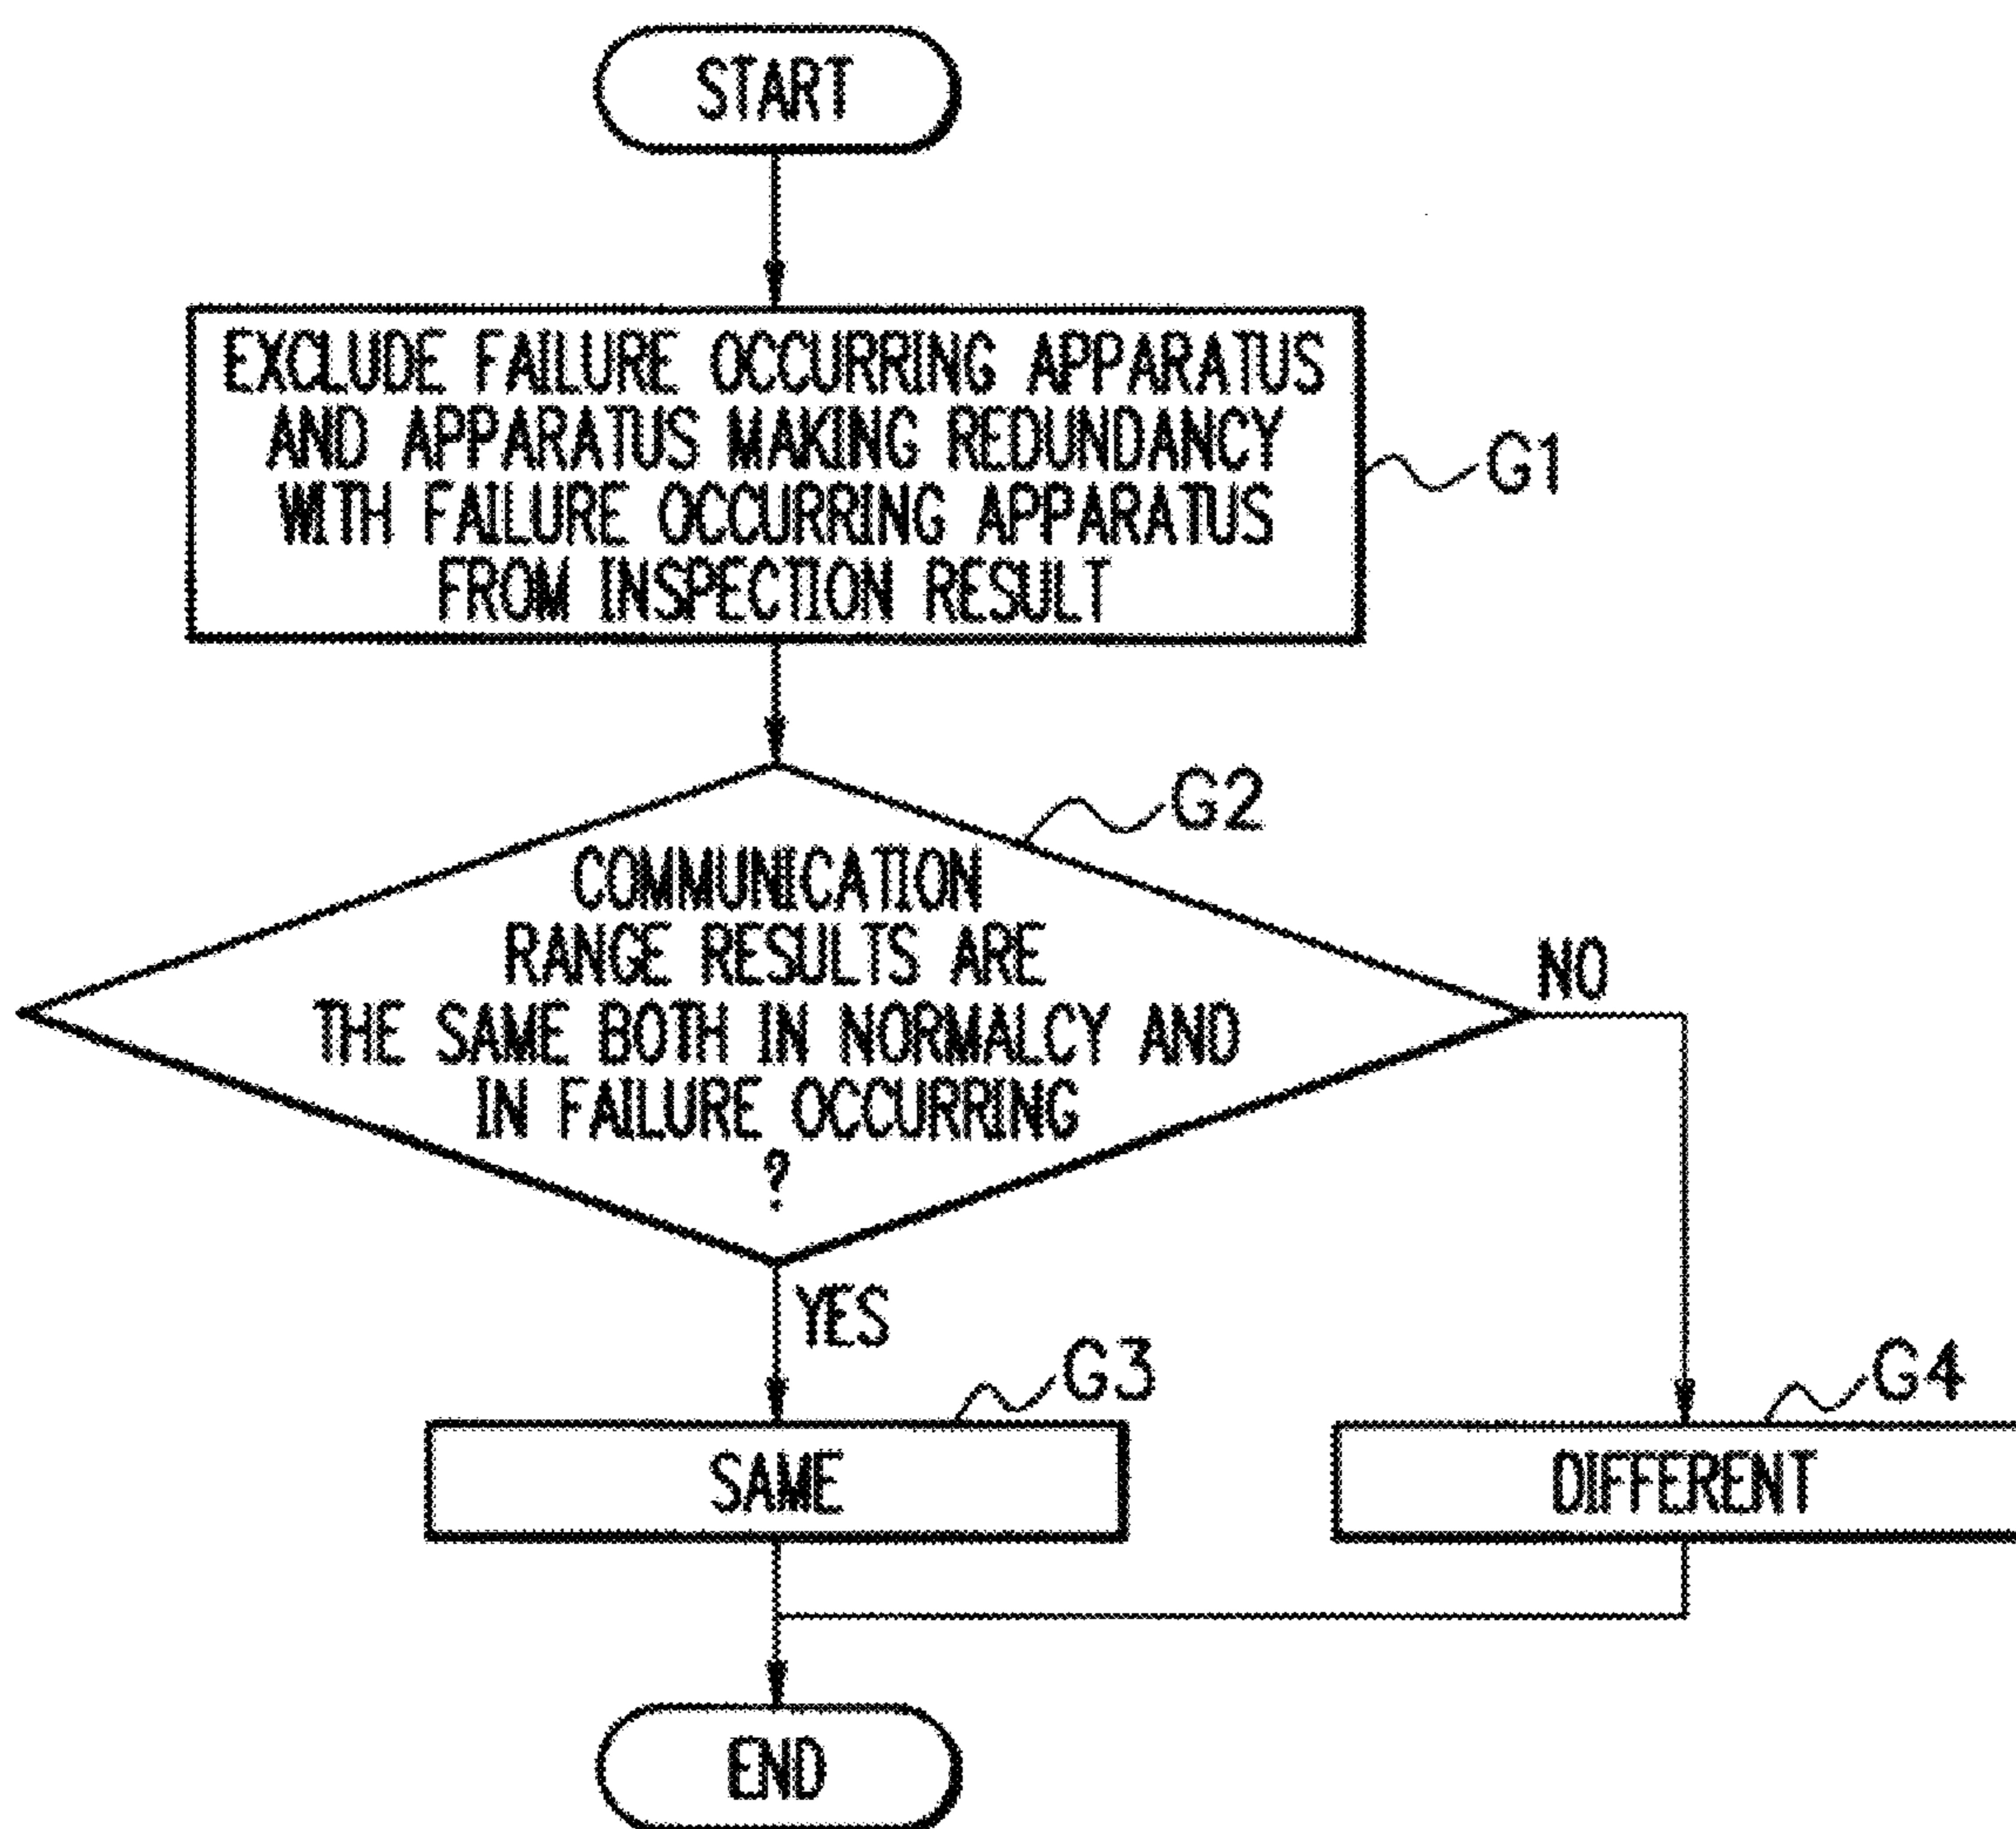 START
EXCLUDE FAILURE OCCURRING APPARATUS
AND APPARATUS MAKING REDUNDANCY
WITH FAILURE OCCURRING APPARATUS
FROM INSPECTION RESULT
G1
G2
COMMUNICATION
RANGE RESULTS ARE
THE SAME BOTH IN NORMALCY AND
IN FAILURE OCCURRING
?
NO
YES
G3
G4
SAME
DIFFERENT
END